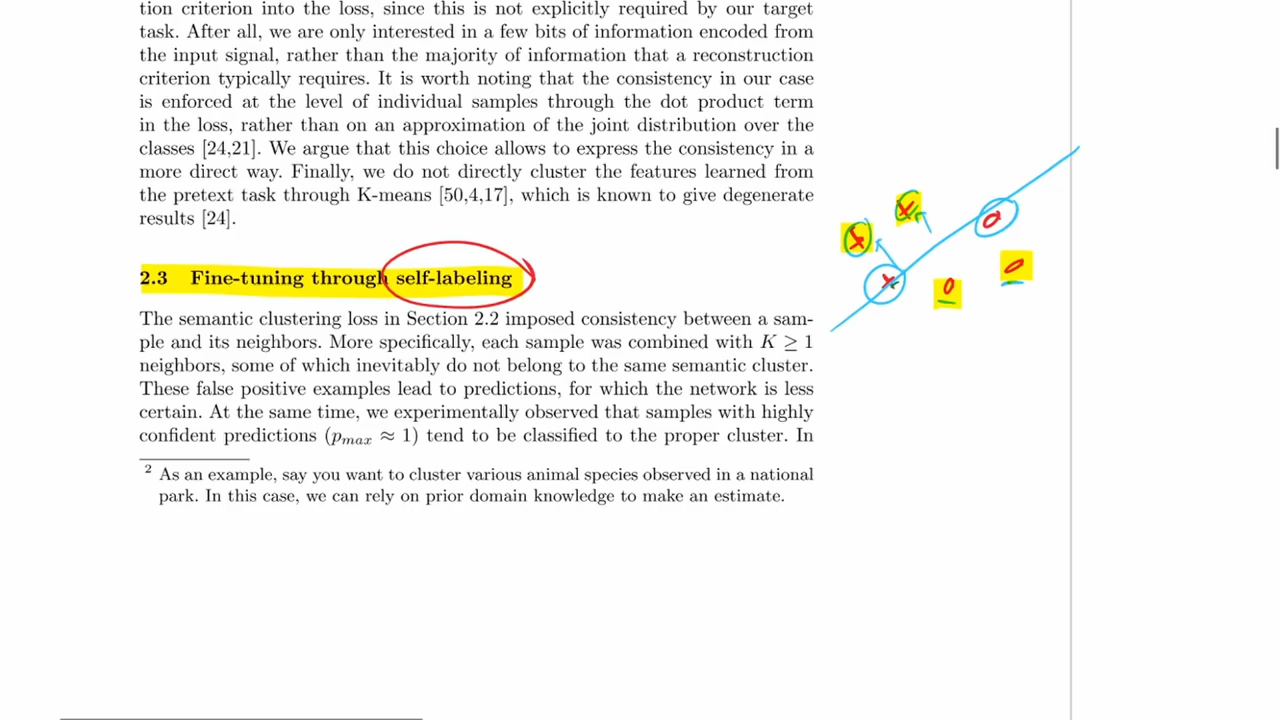 tion criterion into the loss, since this is not explicitly required by our target
task. After all, we are only interested in a few bits of information encoded from
the input signal, rather than the majority of information that a reconstruction
criterion typically requires. It is worth noting that the consistency in our case
is enforced at the level of individual samples through the dot product term
in the loss, rather than on an approximation of the joint distribution over the
classes [24,21]. We argue that this choice allows to express the consistency in a
more direct way. Finally, we do not directly cluster the features learned from
the pretext task through K-means [50,4,17], which is known to give degenerate
results [24].
2.3 Fine-tuning through self-labeling
The semantic clustering loss in Section 2.2 imposed consistency between a sam-
ple and its neighbors. More specifically, each sample was combined with K ≥ 1
neighbors, some of which inevitably do not belong to the same semantic cluster.
These false positive examples lead to predictions, for which the network is less
certain. At the same time, we experimentally observed that samples with highly
confident predictions (pmax ≈ 1) tend to be classified to the proper cluster. In
2 As an example, say you want to cluster various animal species observed in a national
park. In this case, we can rely on prior domain knowledge to make an estimate.